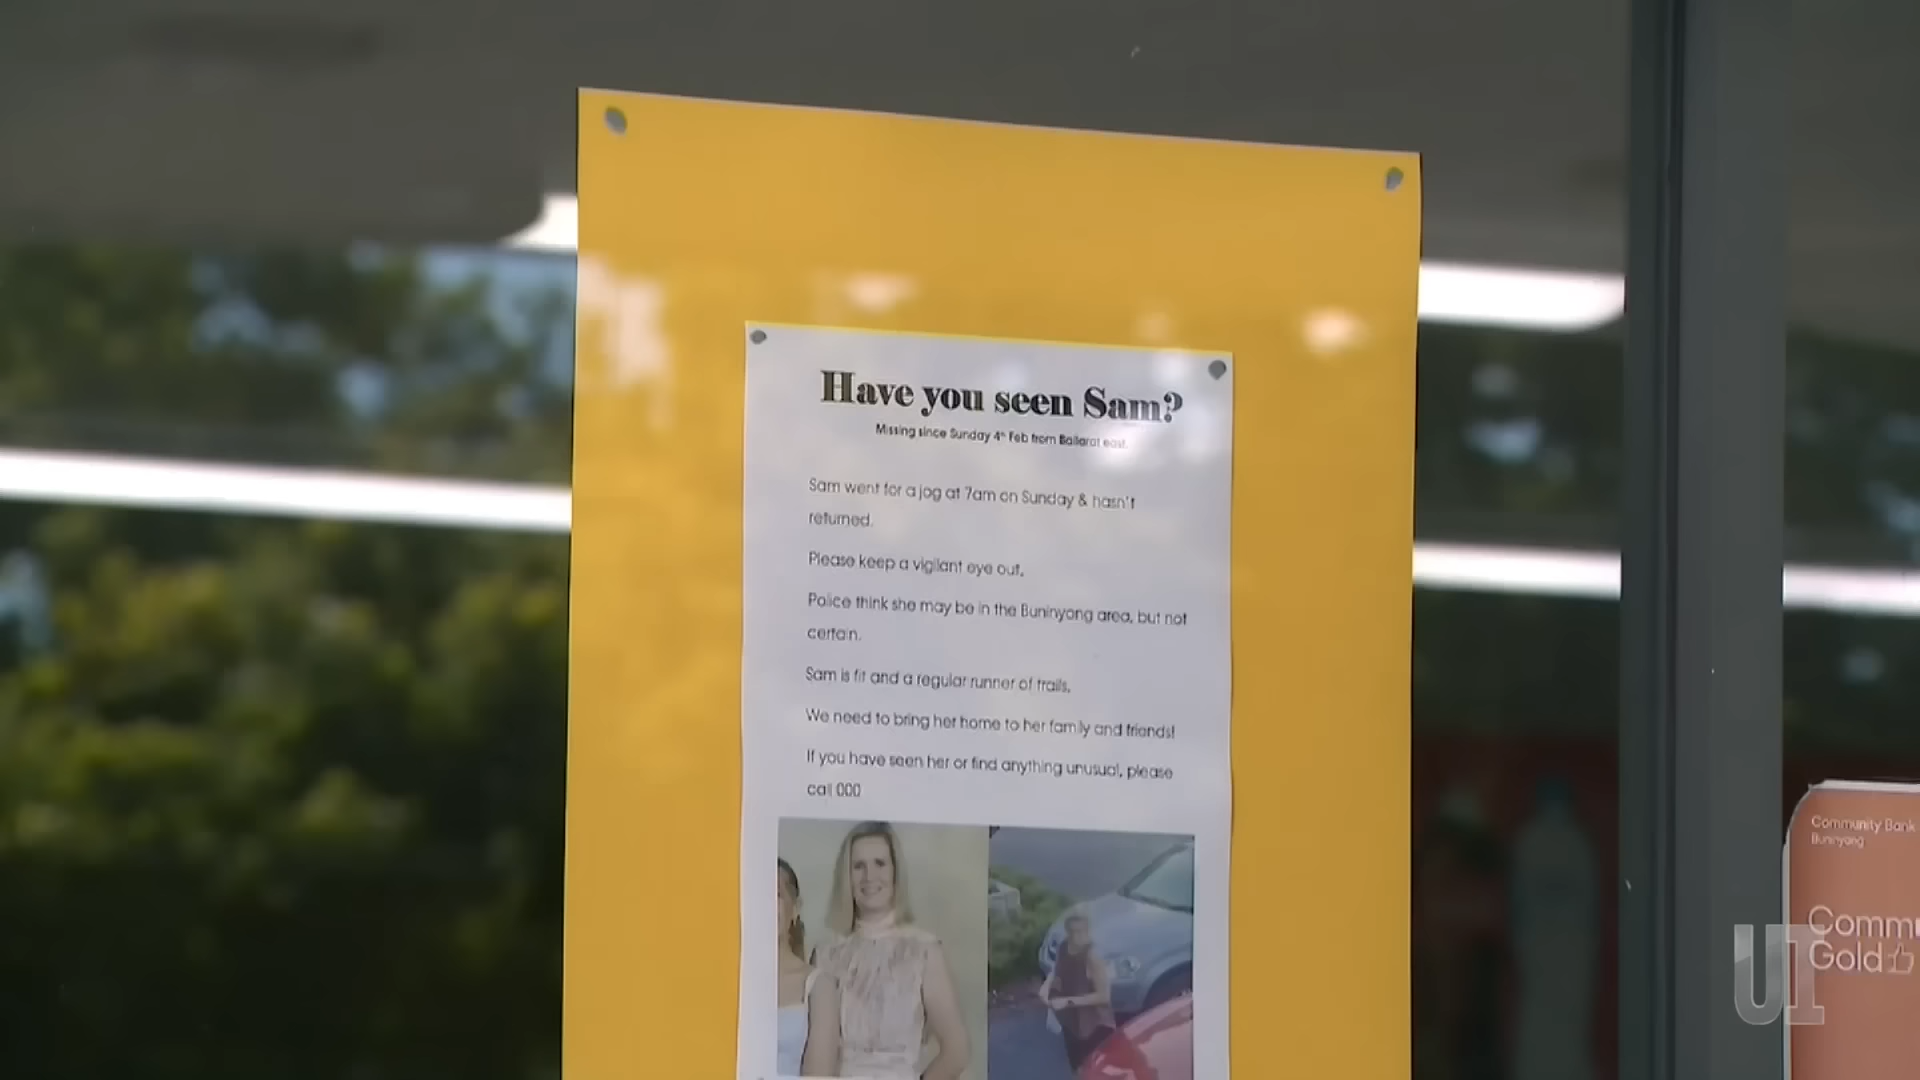 Have you seen Sam?
Missing since Sunday 4th Feb from Ballarat east.
Sam went for a jog at 7am on Sunday & hasn't
returned.
Please keep a vigilant eye out.
Police think she may be in the Buninyong area, but not
certain.
Sam is fit and a regular runner of trails.
We need to bring her home to her family and friends!
If you have seen her or find anything unusual, please
call 000
Community Bank
Buninyong
Gold
UI